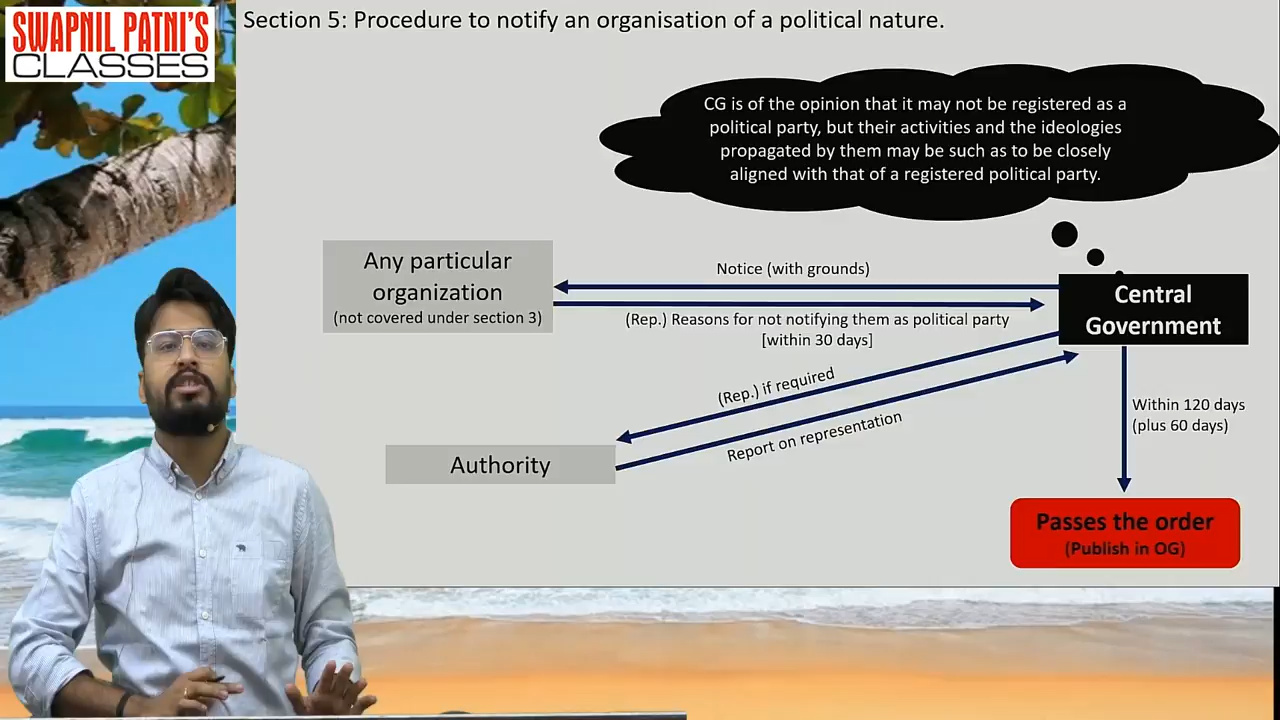 SWAPNIL PATNI'S
CLASSES
Section 5: Procedure to notify an organisation of a political nature.
CG is of the opinion that it may not be registered as a
political party, but their activities and the ideologies
propagated by them may be such as to be closely
aligned with that of a registered political party.
Any particular
organization
(not covered under section 3)
Notice (with grounds)
(Rep.) Reasons for not notifying them as political party
[within 30 days]
Central
Government
(Rep.) if required
Report on representation
Within 120 days
(plus 60 days)
Authority
Passes the order
(Publish in OG)